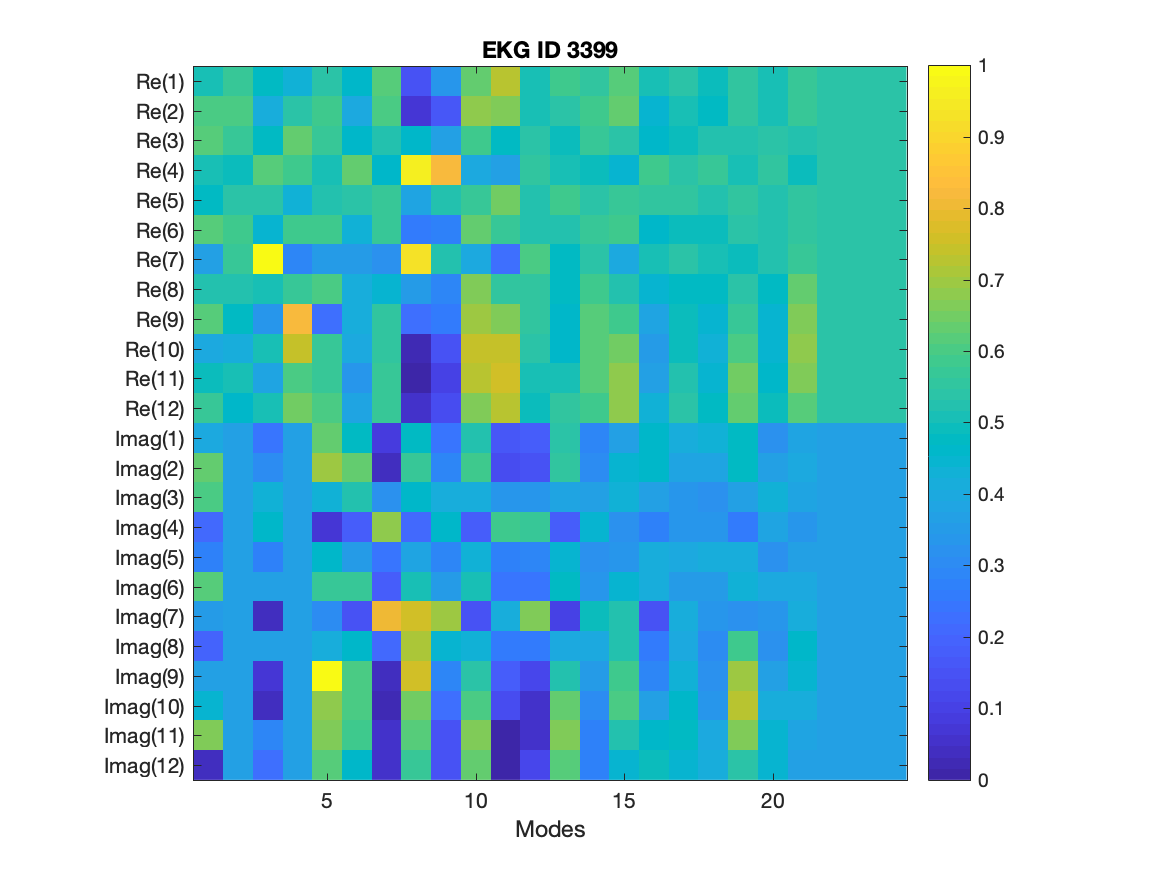 EKG ID 3399
Re(1)
Re(2)
Re(3)
Re(4)
Re(5)
Re(6)
Re(7)
Re(8)
Re(9)
Re(10)
Re(11)
Re(12)
Imag(1)
Imag(2)
Imag(3)
Imag(4)
Imag(5)
Imag(6)
Imag(7)
Imag(8)
Imag(9)
Imag(10)
Imag(11)
Imag(12)
5 10 15 20
Modes
1
0.9
0.8
0.7
0.6
0.5
0.4
0.3
0.2
0.1
0